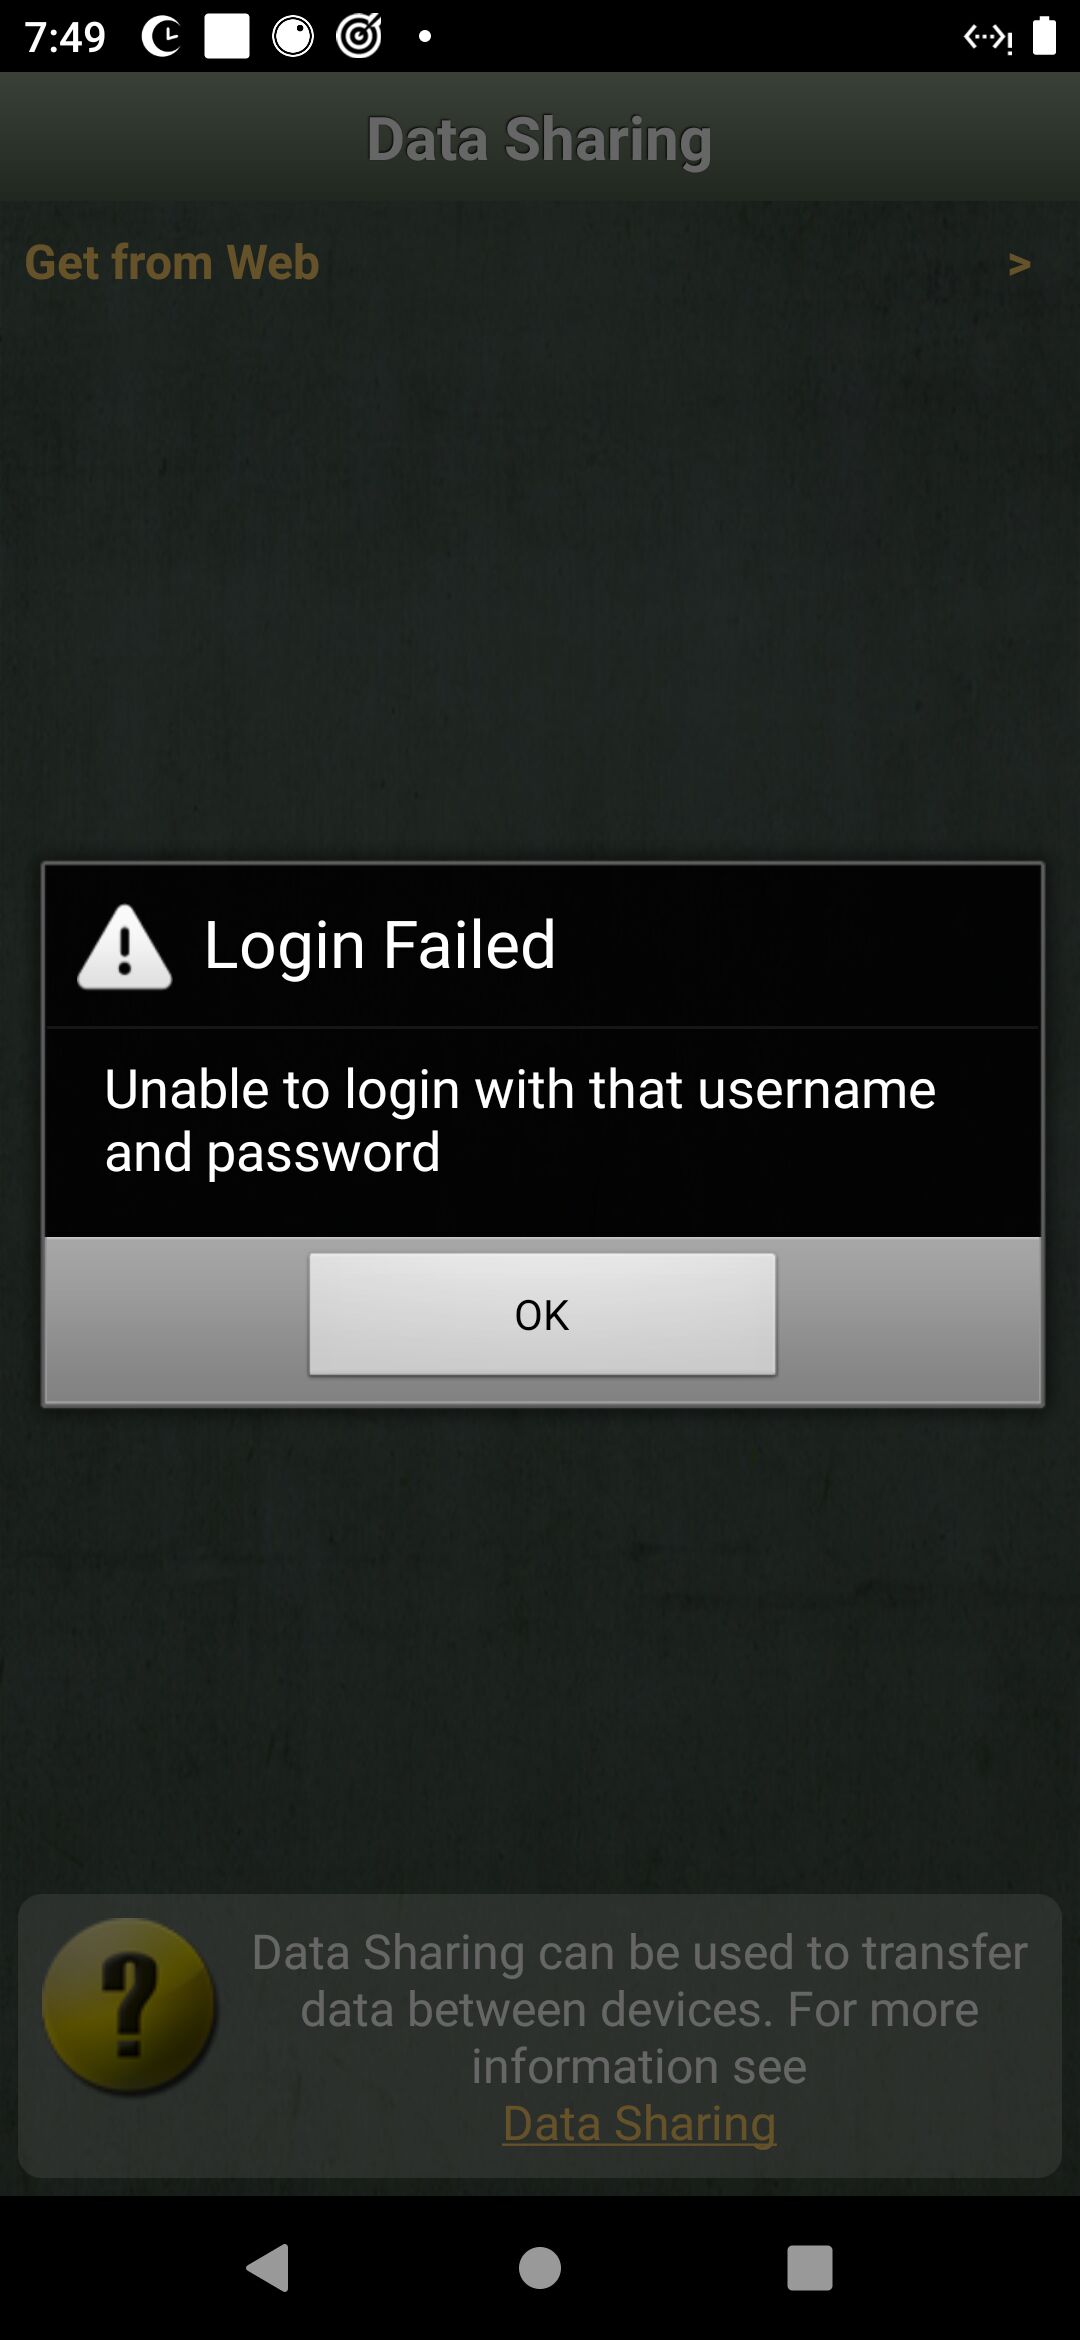 7:49
Data Sharing
Get from Web >
Login Failed
Unable to login with that username
and password
OK
Data Sharing can be used to transfer
data between devices. For more
information see
Data Sharing